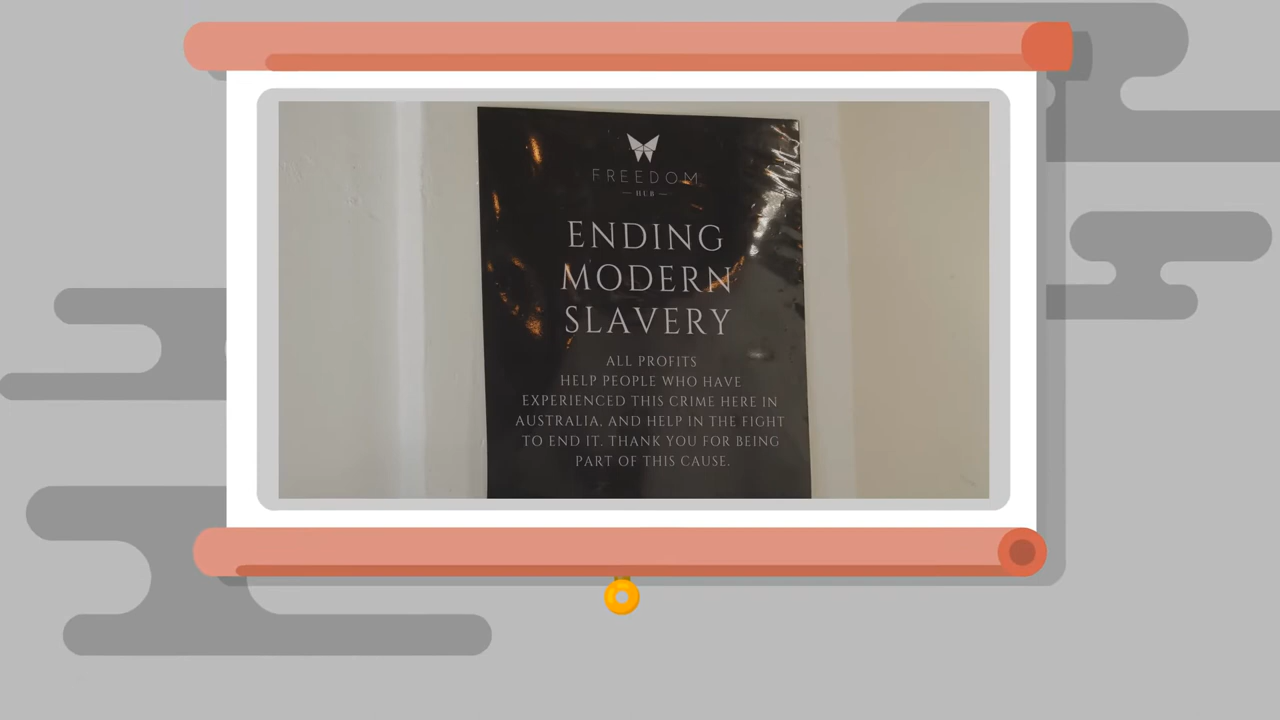 FREEDOM
— HUB —
ENDING
MODERN
SLAVERY
ALL PROFITS
HELP PEOPLE WHO HAVE
EXPERIENCED THIS CRIME HERE IN
AUSTRALIA, AND HELP IN THE FIGHT
TO END IT. THANK YOU FOR BEING
PART OF THIS CAUSE.